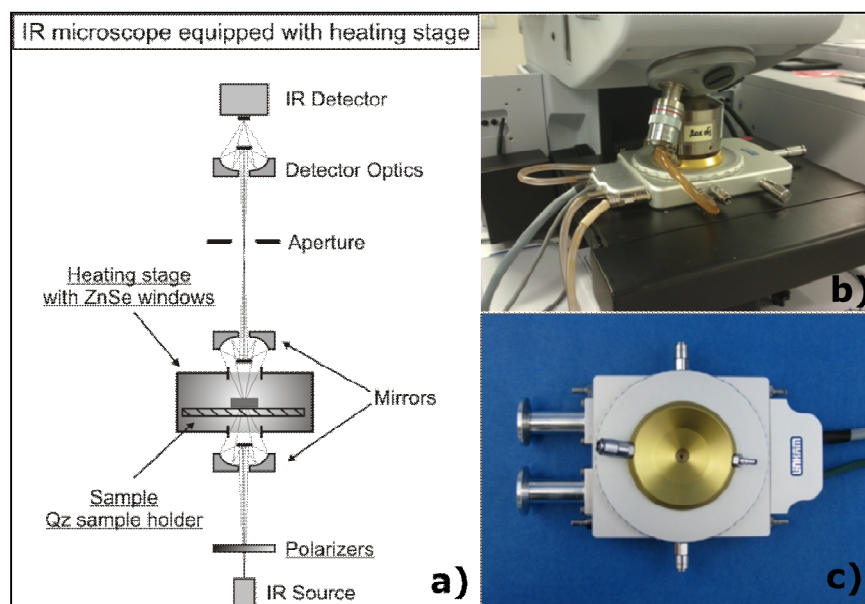 IR microscope equipped with heating stage
IR Detector
Detector Optics
Aperture
Heating stage
with ZnSe windows
Mirrors
Sample
Qz sample holder
Polarizers
IR Source
a)
b)
LINKAM
c)